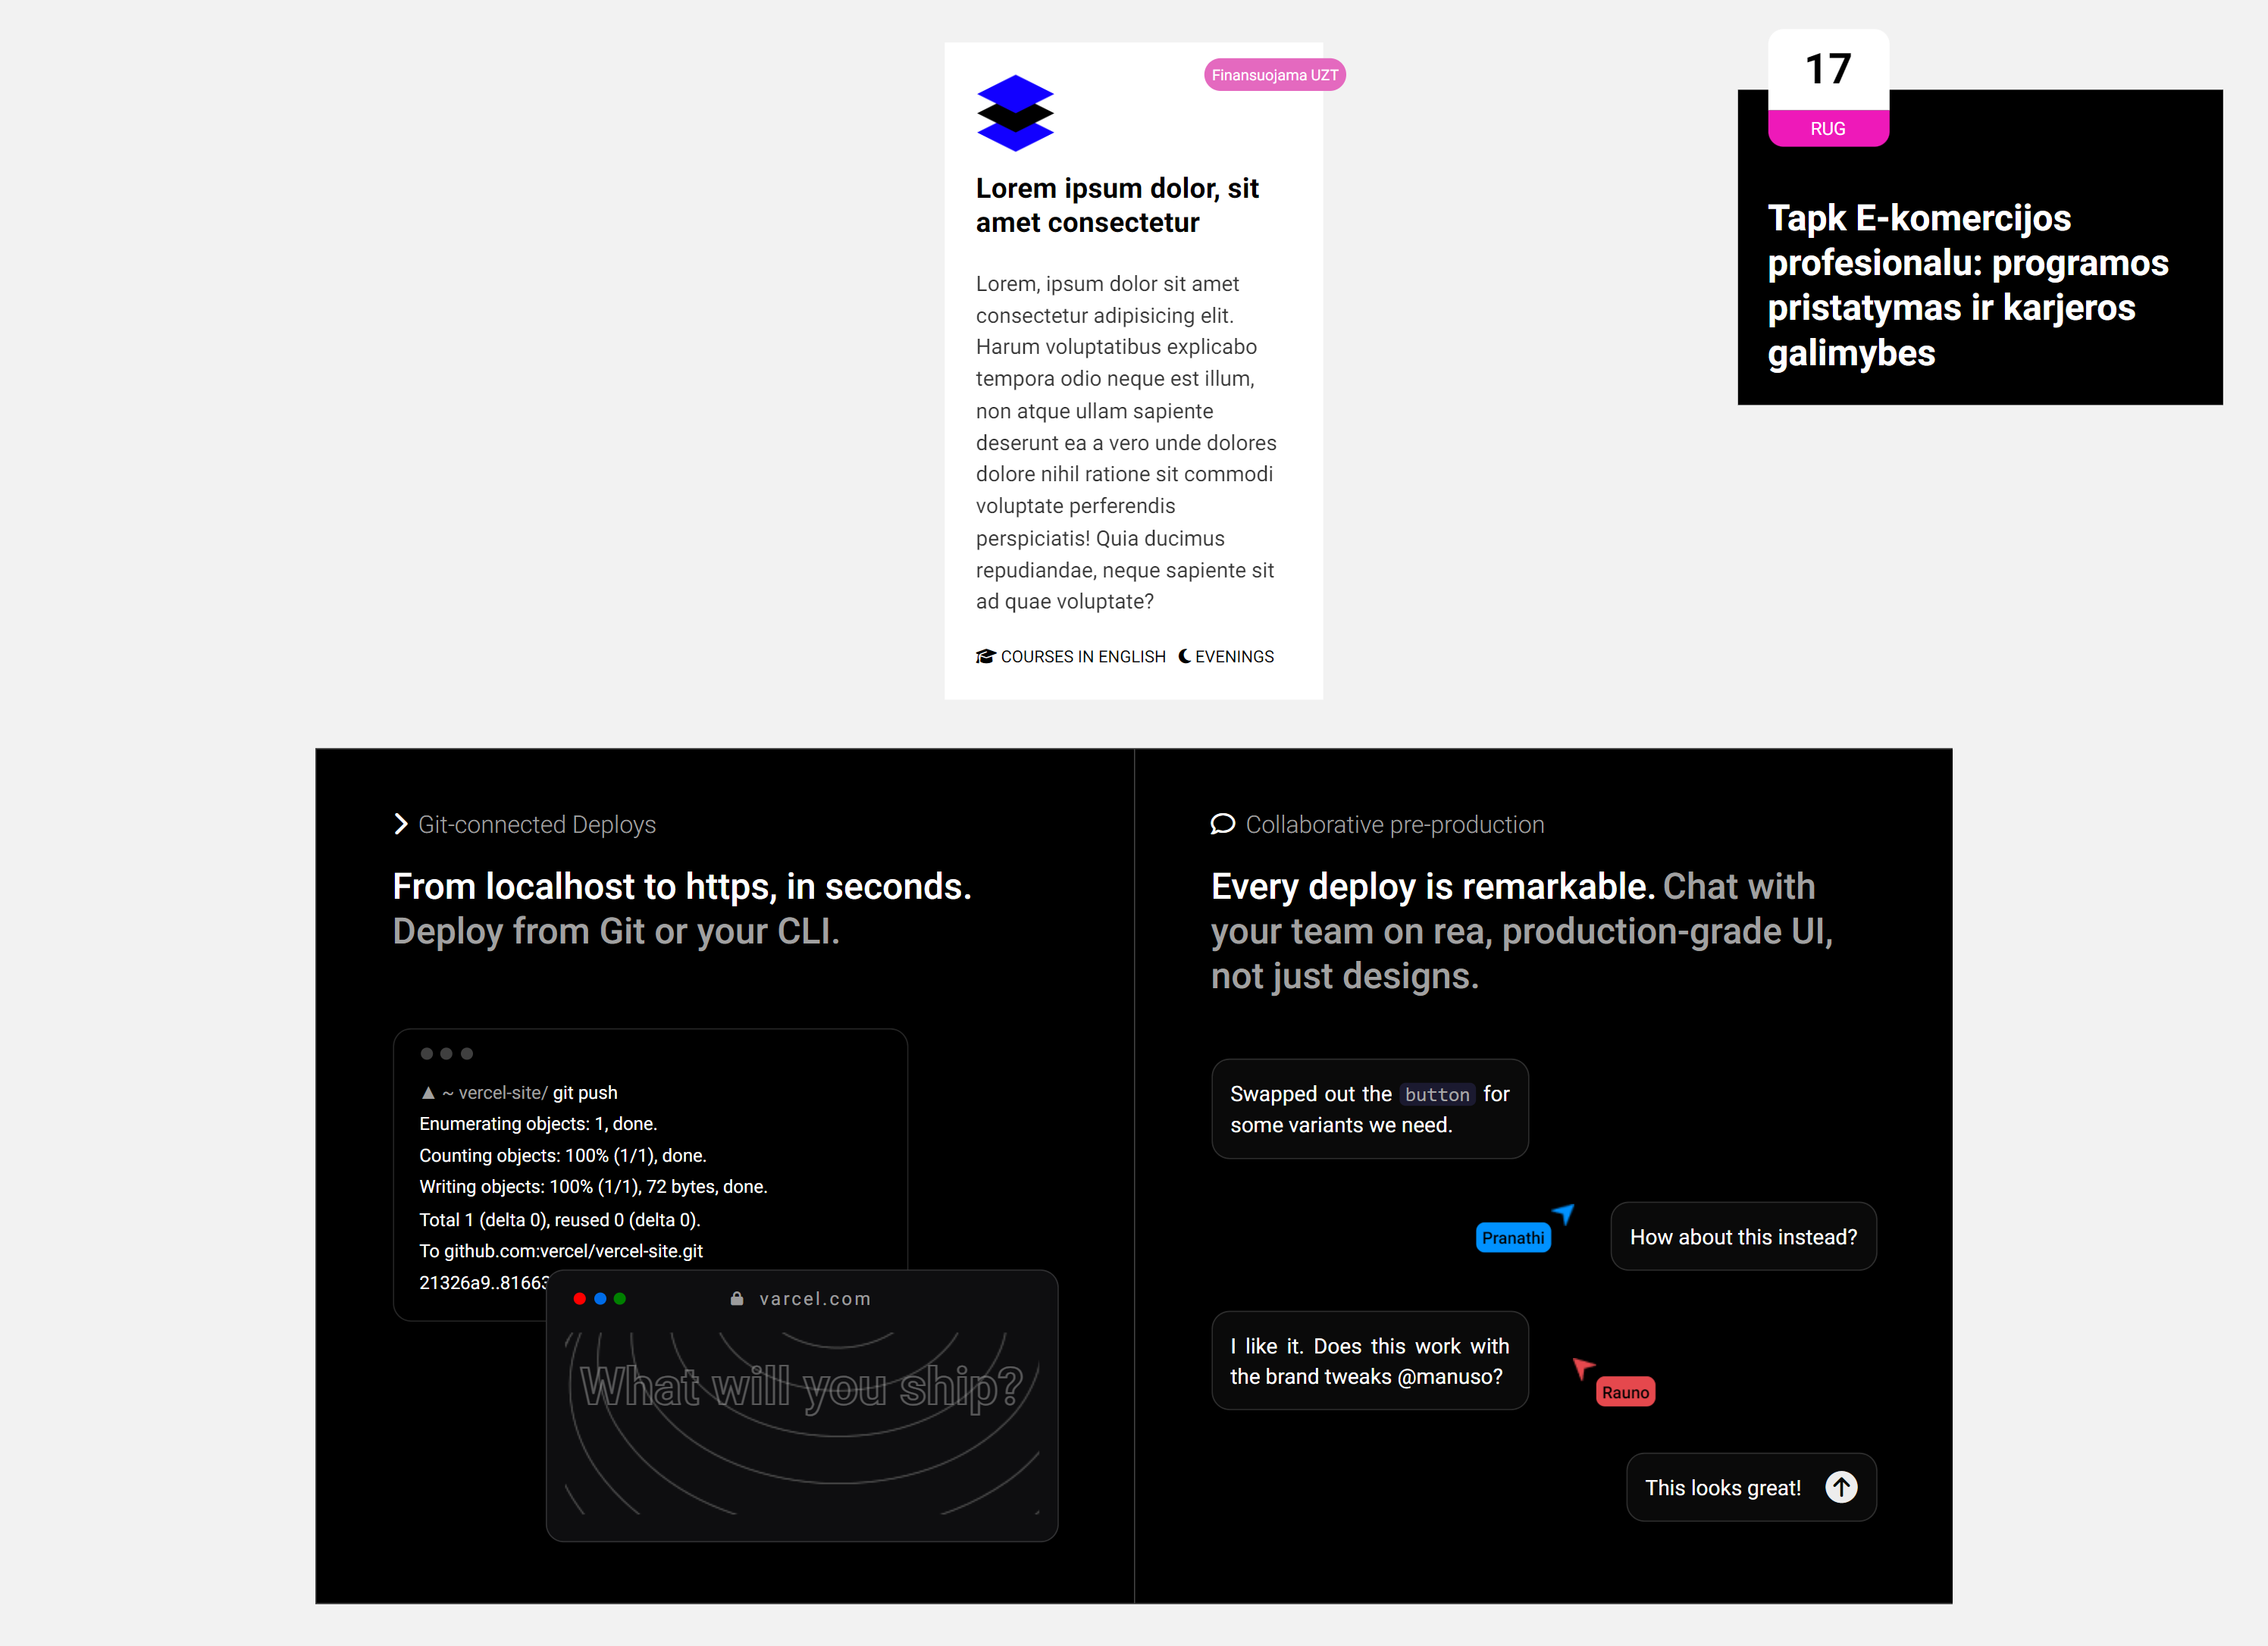 Finansuojama UZT
Lorem ipsum dolor, sit
amet consectetur
Lorem, ipsum dolor sit amet
consectetur adipisicing elit.
Harum voluptatibus explicabo
tempora odio neque est illum,
non atque ullam sapiente
deserunt ea a vero unde dolores
dolore nihil ratione sit commodi
voluptate perferendis
perspiciatis! Quia ducimus
repudiandae, neque sapiente sit
ad quae voluptate?
COURSES IN ENGLISH EVENINGS
17
RUG
Tapk E-komercijos
profesionalu: programos
pristatymas ir karjeros
galimybes
Git-connected Deploys
From localhost to https, in seconds.
Deploy from Git or your CLI.
▲ ~ vercel-site/ git push
Enumerating objects: 1, done.
Counting objects: 100% (1/1), done.
Writing objects: 100% (1/1), 72 bytes, done.
Total 1 (delta 0), reused 0 (delta 0).
To github.com:vercel/vercel-site.git
21326a9..81663
varcel.com
What will you ship?
Collaborative pre-production
Every deploy is remarkable. Chat with
your team on rea, production-grade UI,
not just designs.
Swapped out the button for
some variants we need.
Pranathi
How about this instead?
I like it. Does this work with
the brand tweaks @manuso?
Rauno
This looks great!